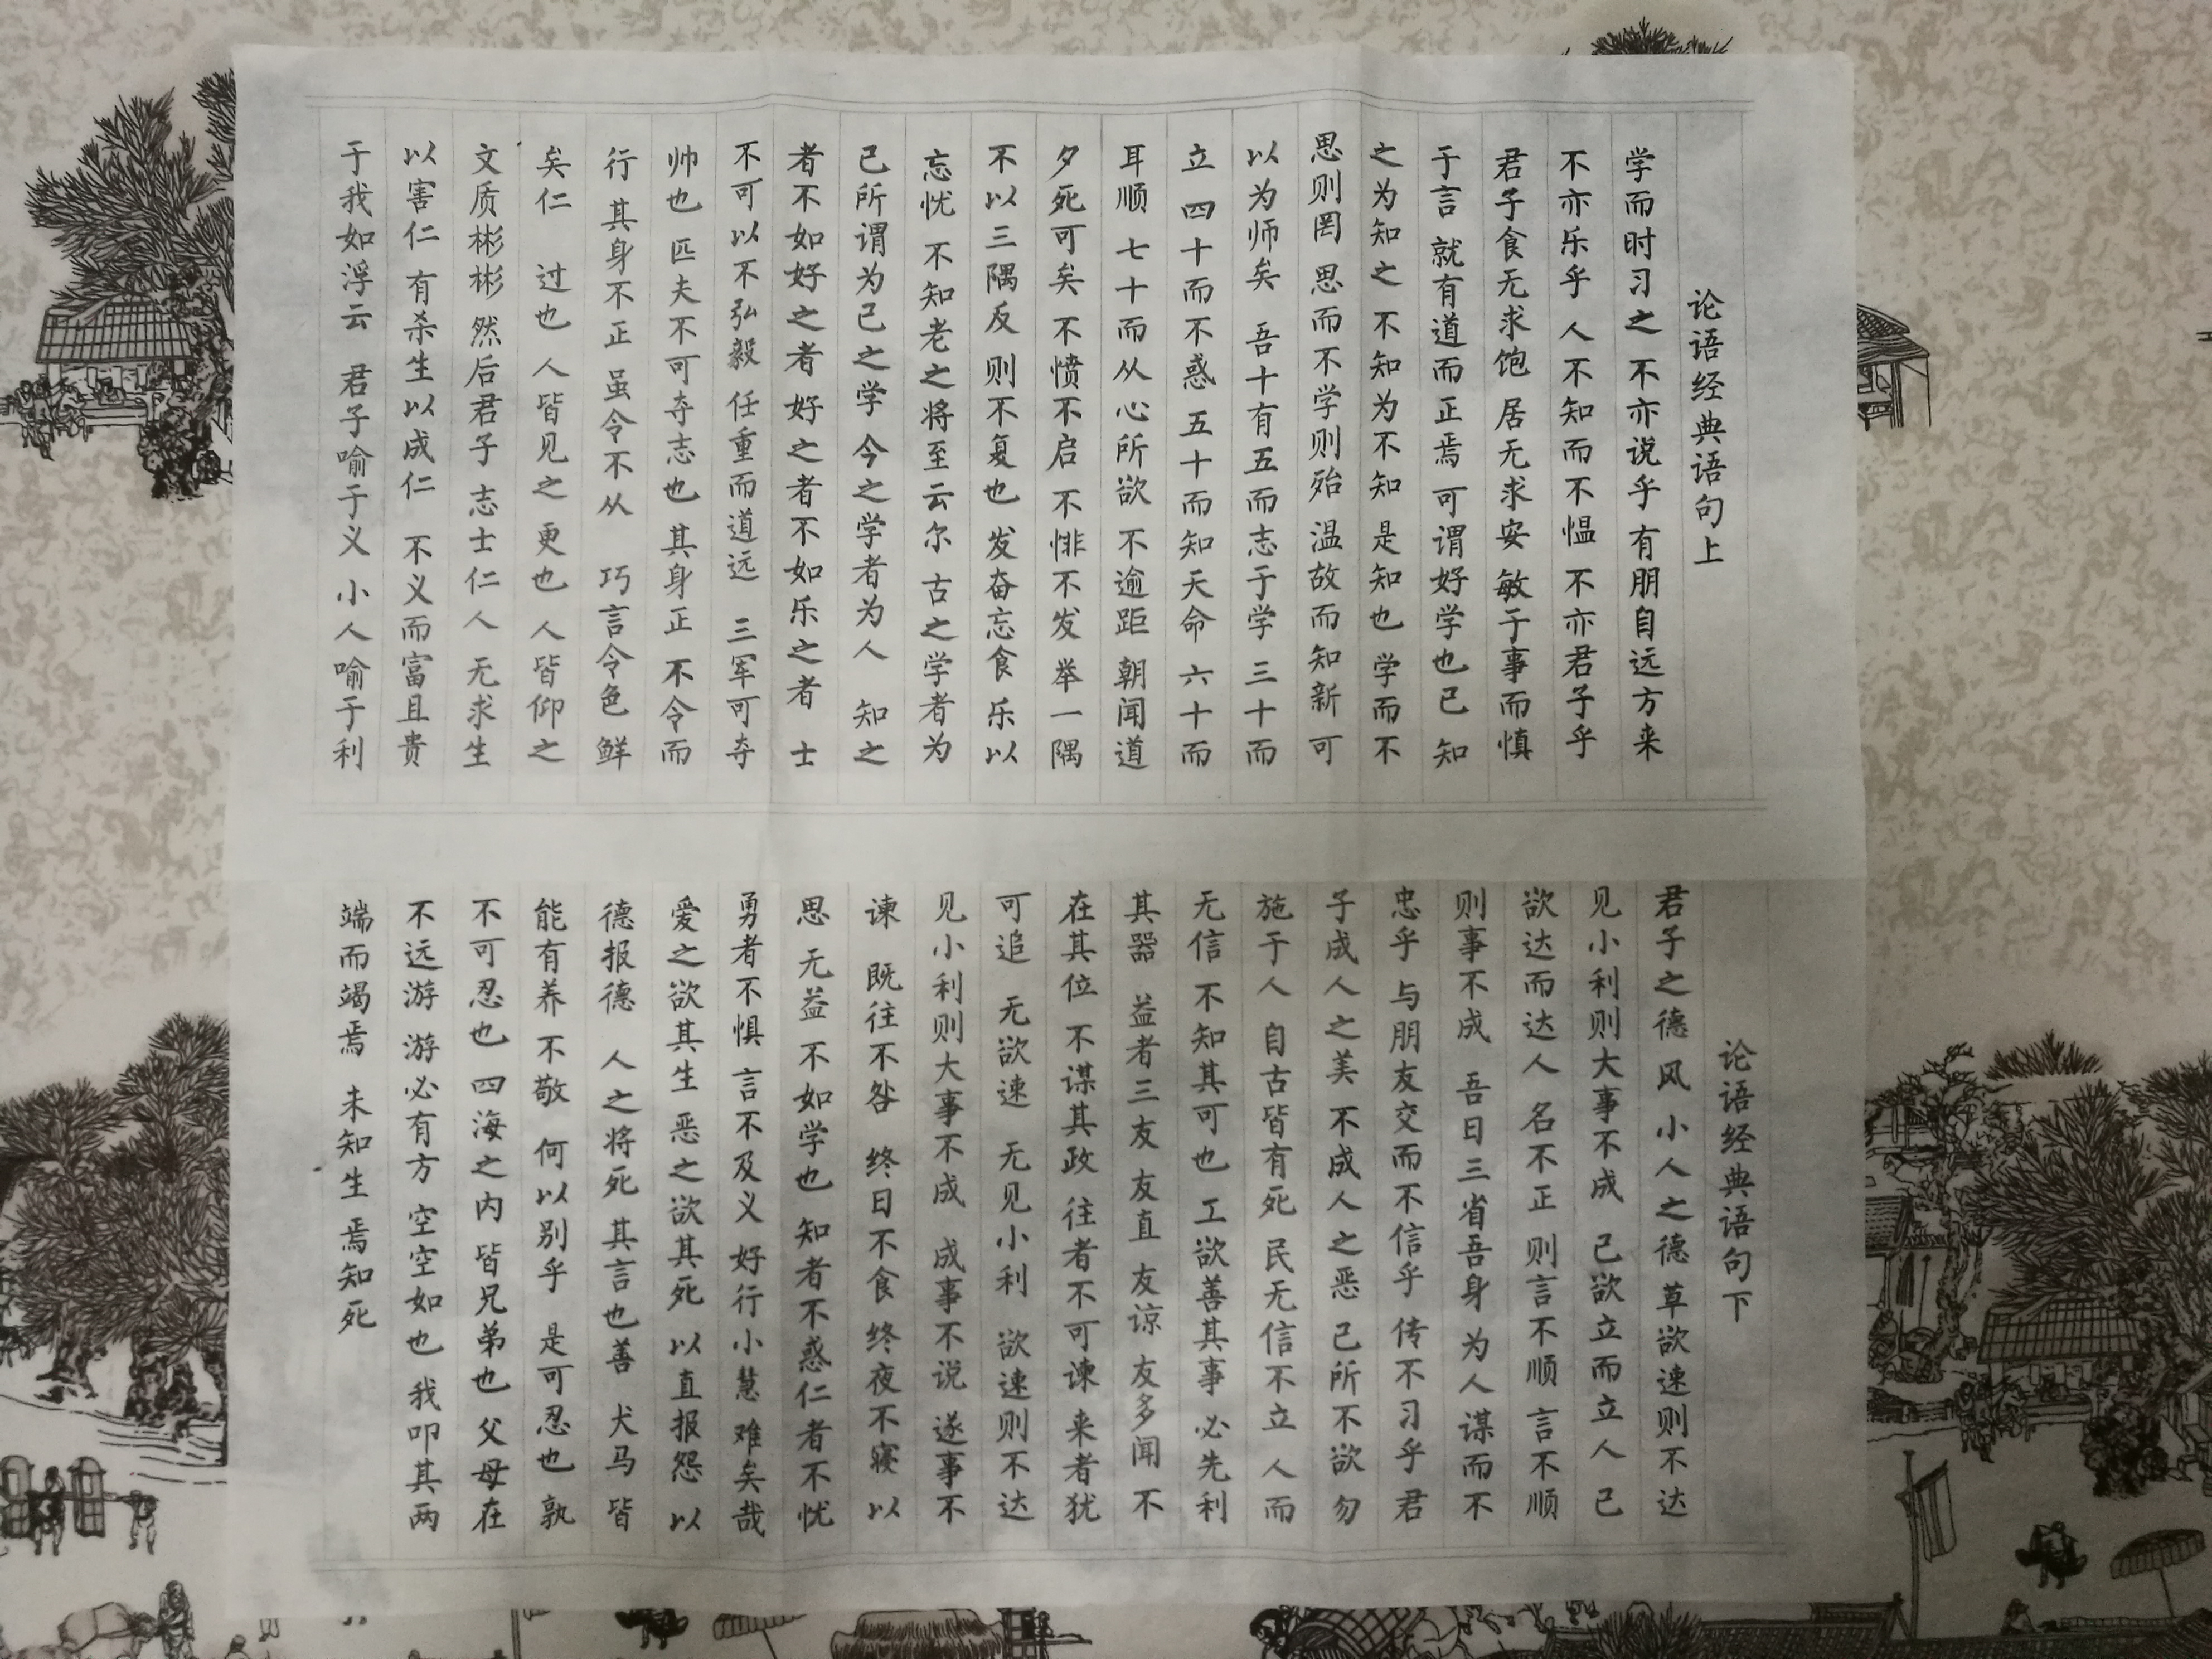 论语经典语句上
学而时习之 不亦说乎 有朋自远方来
不亦乐乎 人不知而不愠 不亦君子乎
君子食无求饱 居无求安 敏于事而慎
于言 就有道而正焉 可谓好学也已 知
之为知之 不知为不知 是知也 学而不
思则罔 思而不学则殆 温故而知新 可
以为师矣 吾十有五而志于学 三十而
立 四十而不惑 五十而知天命 六十而
耳顺 七十而从心所欲 不逾距 朝闻道
夕死可矣 不愤不启 不悱不发 举一隅
不以三隅反 则不复也 发奋忘食 乐以
忘忧 不知老之将至云尔 古之学者为
己所谓为己之学 今之学者为人 知之
者不如好之者 好之者不如乐之者 士
不可以不弘毅 任重而道远 三军可夺
帅也 匹夫不可夺志也 其身正 不令而
行 其身不正 虽令不从 巧言令色 鲜
矣仁 过也 人皆见之 更也 人皆仰之
文质彬彬 然后君子 志士仁人 无求生
以害仁 有杀生以成仁 不义而富且贵
于我如浮云 君子喻于义 小人喻于利
论语经典语句下
君子之德 风 小人之德 草 欲速则不达
见小利则大事不成 己欲立而立人 己
欲达而达人 名不正 则言不顺 言不顺
则事不成 吾日三省吾身 为人谋而不
忠乎 与朋友交而不信乎 传不习乎 君
子成人之美 不成人之恶 己所不欲 勿
施于人 自古皆有死 民无信不立 人而
无信 不知其可也 工欲善其事 必先利
其器 益者三友 友直 友谅 友多闻 不
在其位 不谋其政 往者不可谏 来者犹
可追 无欲速 无见小利 欲速则不达
见小利则大事不成 成事不说 遂事不
谏 既往不咎 终日不食 终夜不寝 以
思 无益 不如学也 知者不惑 仁者不忧
勇者不惧 言不及义 好行小慧 难矣哉
爱之欲其生 恶之欲其死 以直报怨 以
德报德 人之将死 其言也善 犬马 皆
能有养 不敬 何以别乎 是可忍也 孰
不可忍也 四海之内 皆兄弟也 父母在
不远游 游必有方 空空如也 我叩其两
端而竭焉 未知生 焉知死